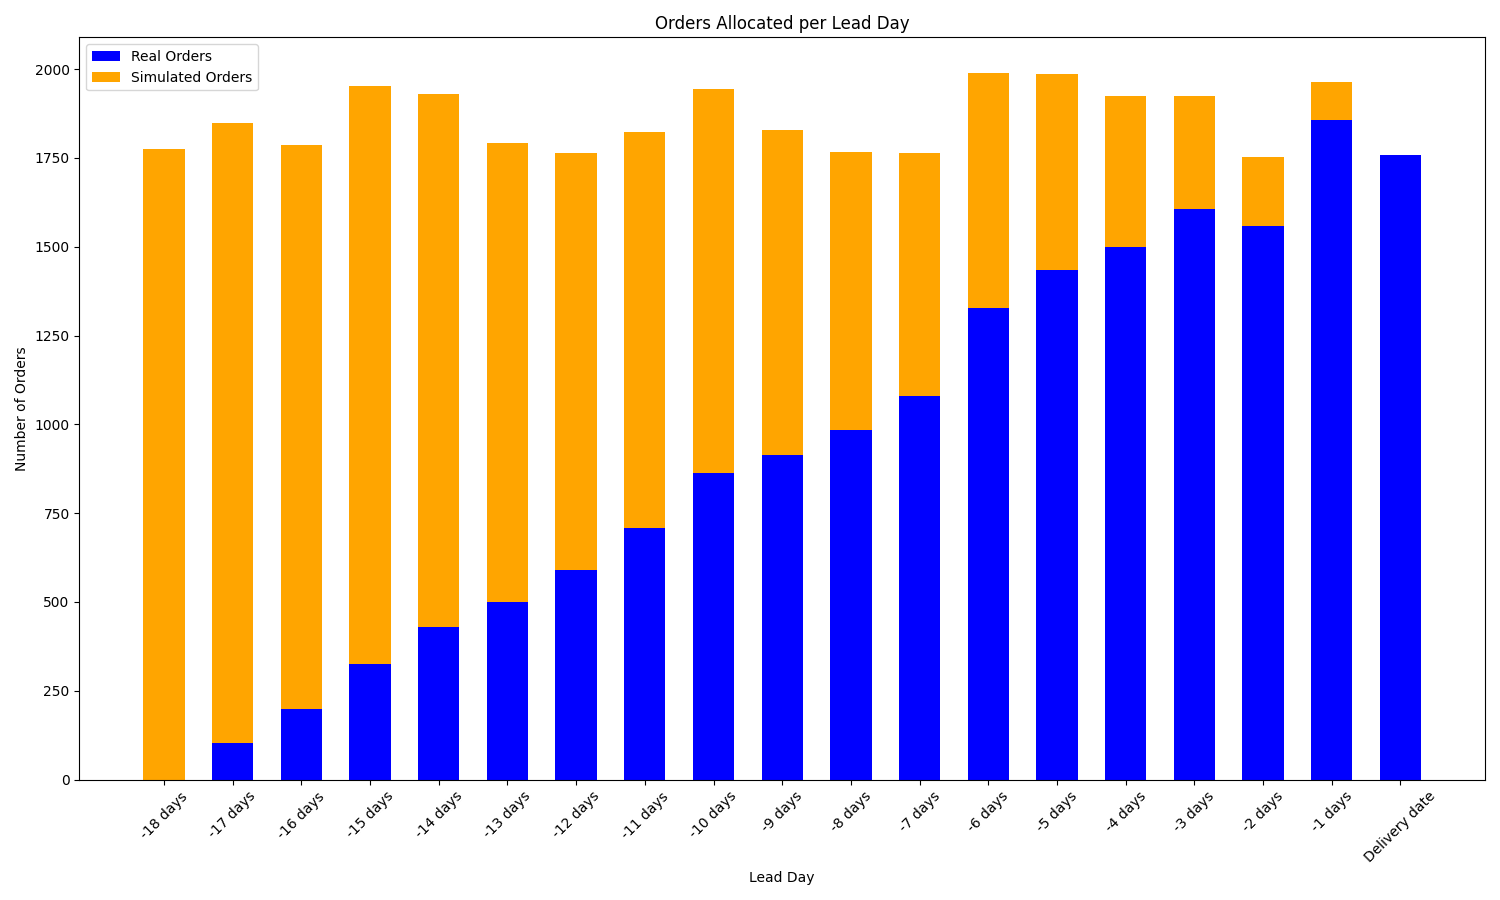 Orders Allocated per Lead Day
Real Orders
Simulated Orders
Number of Orders
2000
1750
1500
1250
1000
750
500
250
0
-18 days
-17 days
-16 days
-15 days
-14 days
-13 days
-12 days
-11 days
-10 days
-9 days
-8 days
-7 days
-6 days
-5 days
-4 days
-3 days
-2 days
-1 days
Delivery date
Lead Day